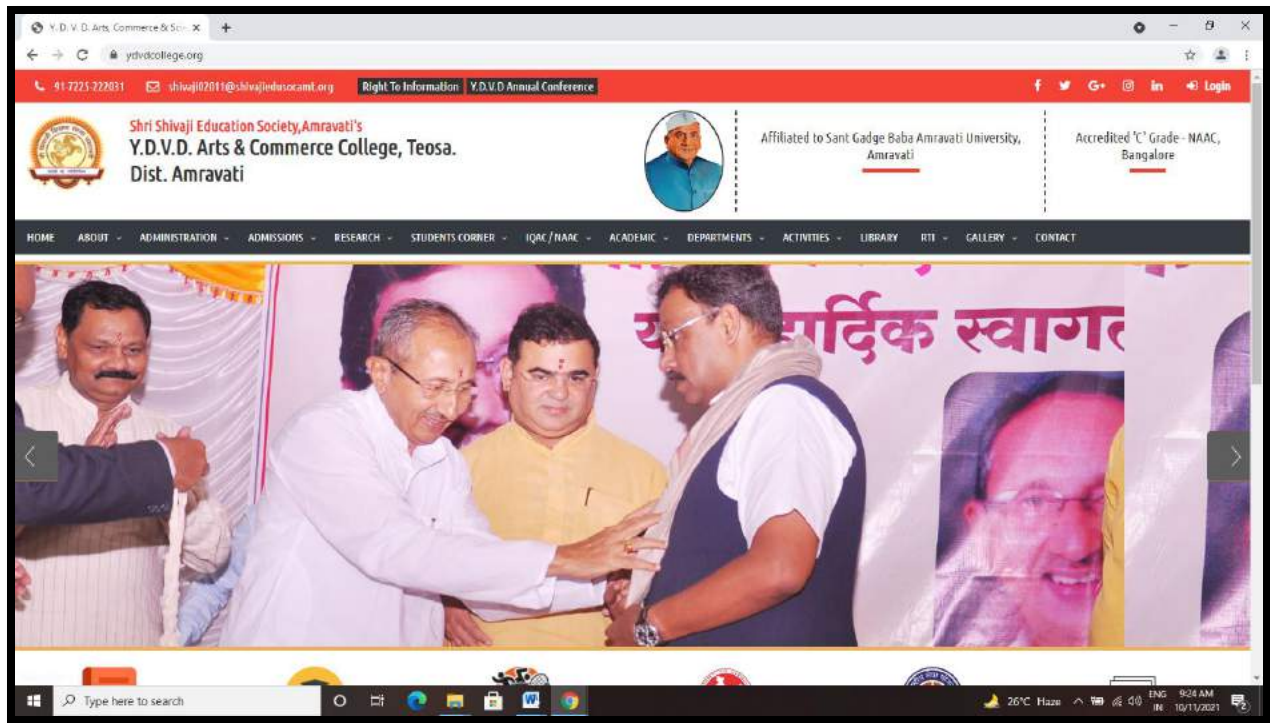 Y. D. V. D. Arts, Commerce & Sci
ydvdcollege.org
91-7225-222031 shivaji02011@shivajiedusocamt.org Right To Information Y.D.V.D Annual Conference
G+ in Login
Shri Shivaji Education Society,Amravati's
Y.D.V.D. Arts & Commerce College, Teosa.
Dist. Amravati
Affiliated to Sant Gadge Baba Amravati University,
Amravati
Accredited 'C' Grade - NAAC,
Bangalore
HOME ABOUT ADMINISTRATION ADMISSIONS RESEARCH STUDENTS CORNER IQAC/NAAC ACADEMIC DEPARTMENTS ACTIVITIES LIBRARY RTI GALLERY CONTACT
हार्दिक स्वागत
Type here to search
26°C Haze ENG 9:24 AM
IN 10/11/2021